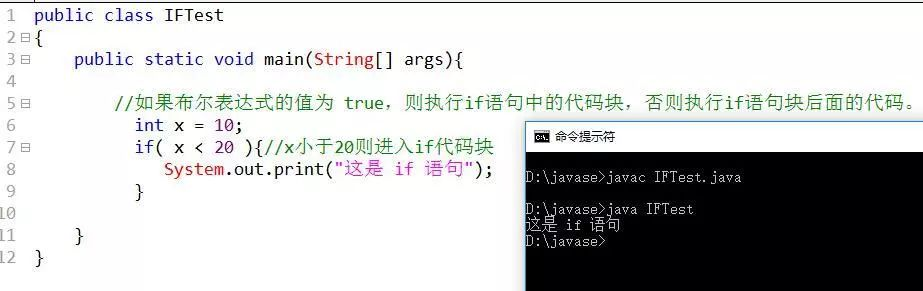 1 public class IFTest
2 {
3 public static void main(String[] args){
4
5 //如果布尔表达式的值为 true，则执行if语句中的代码块，否则执行if语句块后面的代码。
6 int x = 10;
7 if( x < 20 ){//x小于20则进入if代码块
8 System.out.print("这是 if 语句");
9 }
10
11 }
12 }
命令提示符
D:\javase>javac IFTest.java
D:\javase>java IFTest
这是 if 语句
D:\javase>